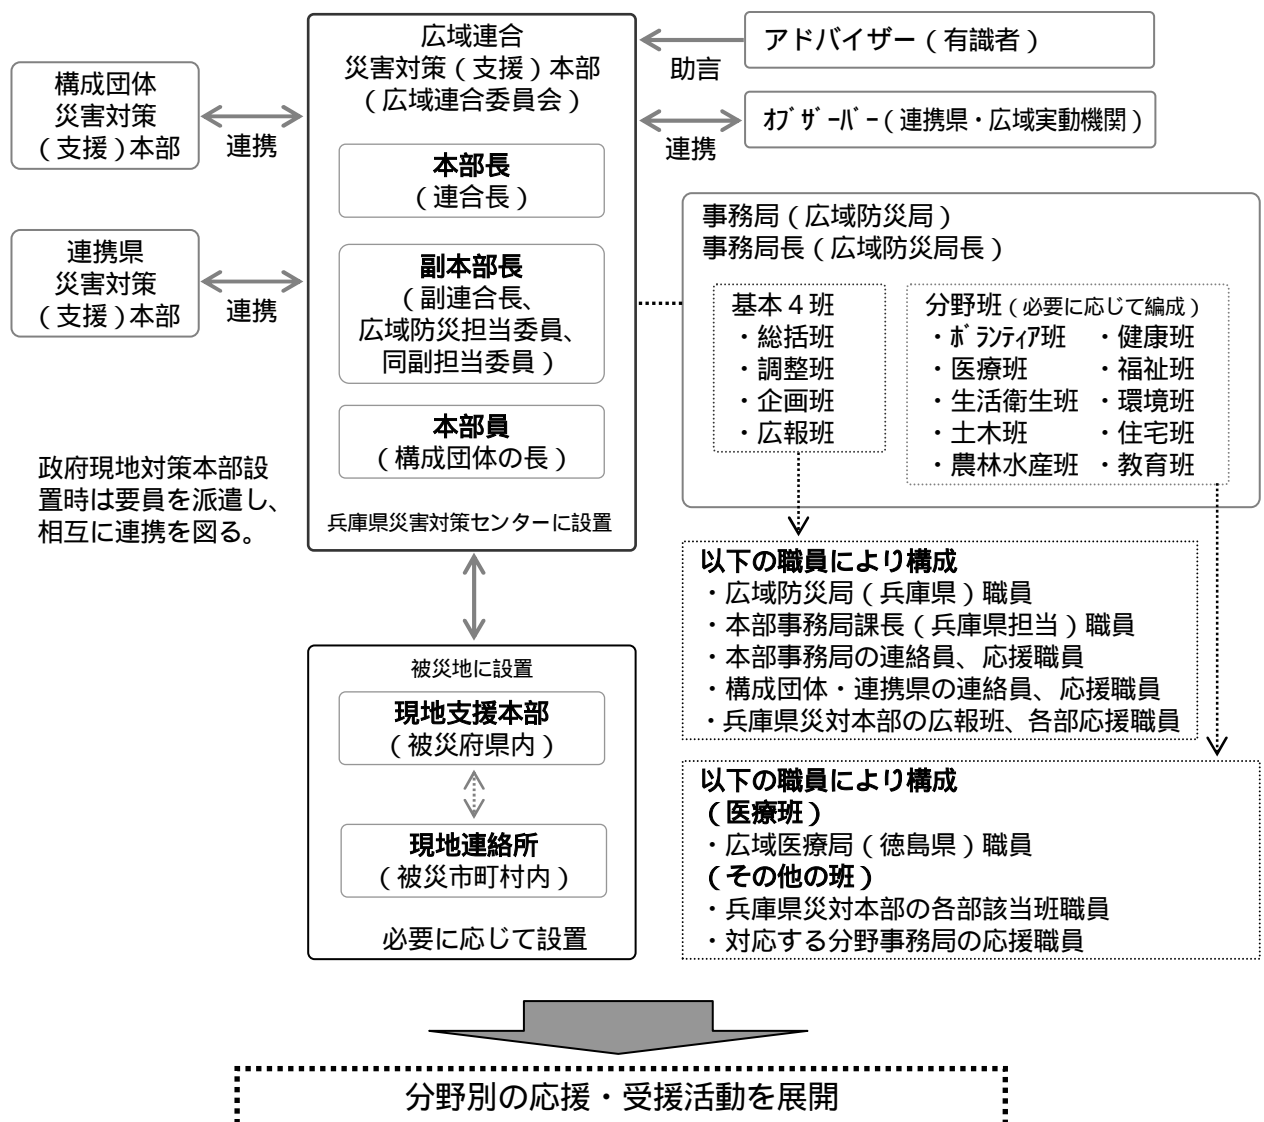 広域連合
災害対策（支援）本部
（広域連合委員会）
本部長
（連合長）
副本部長
（副連合長、
広域防災担当委員、
同副担当委員）
本部員
（構成団体の長）
兵庫県災害対策センターに設置
構成団体
災害対策
（支援）本部
連携
連携県
災害対策
（支援）本部
連携
政府現地対策本部設
置時は要員を派遣し、
相互に連携を図る。
アドバイザー（有識者）
助言
ｵﾌﾞｻﾞｰﾊﾞｰ（連携県・広域実動機関）
連携
事務局（広域防災局）
事務局長（広域防災局長）
基本４班
・総括班
・調整班
・企画班
・広報班
分野班（必要に応じて編成）
・ﾎﾞﾗﾝﾃｨｱ班 ・健康班
・医療班 ・福祉班
・生活衛生班 ・環境班
・土木班 ・住宅班
・農林水産班 ・教育班
以下の職員により構成
・広域防災局（兵庫県）職員
・本部事務局課長（兵庫県担当）職員
・本部事務局の連絡員、応援職員
・構成団体・連携県の連絡員、応援職員
・兵庫県災対本部の広報班、各部応援職員
以下の職員により構成
（医療班）
・広域医療局（徳島県）職員
（その他の班）
・兵庫県災対本部の各部該当班職員
・対応する分野事務局の応援職員
被災地に設置
現地支援本部
（被災府県内）
現地連絡所
（被災市町村内）
必要に応じて設置
分野別の応援・受援活動を展開